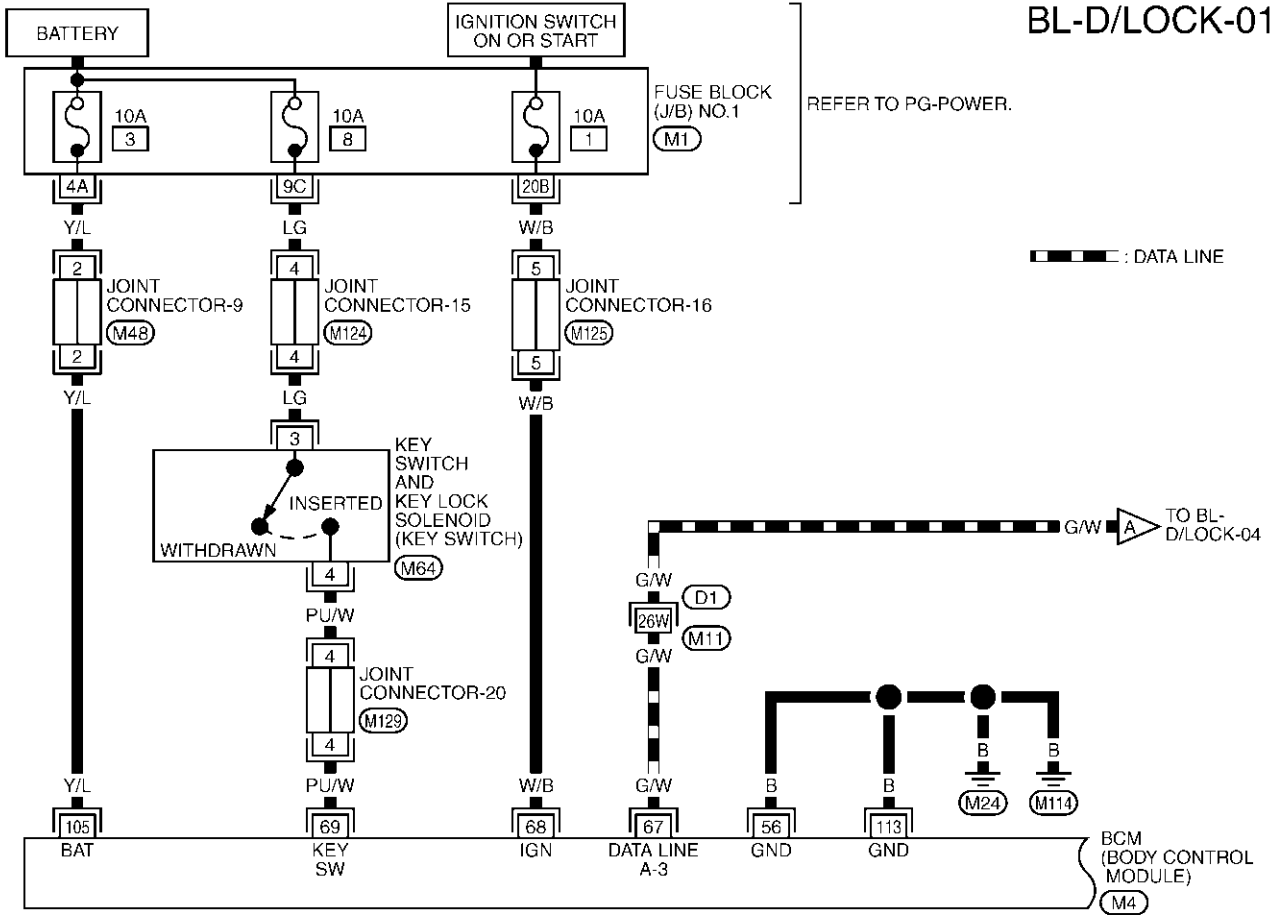 BL-D/LOCK-01
BATTERY
IGNITION SWITCH
ON OR START
10A
3
10A
8
10A
1
FUSE BLOCK
(J/B) NO.1
M1
REFER TO PG-POWER.
4A
9C
20B
Y/L
LG
W/B
2
4
5
JOINT
CONNECTOR-9
M48
JOINT
CONNECTOR-15
M124
JOINT
CONNECTOR-16
M125
: DATA LINE
2
4
5
Y/L
LG
W/B
3
KEY
SWITCH
AND
KEY LOCK
SOLENOID
(KEY SWITCH)
M64
INSERTED
WITHDRAWN
4
PU/W
4
JOINT
CONNECTOR-20
M129
4
G/W
A
TO BL-
D/LOCK-04
G/W
D1
26W
M11
G/W
B
B
M24
M114
Y/L
PU/W
W/B
G/W
B
B
105
69
68
67
56
113
BAT
KEY
SW
IGN
DATA LINE
A-3
GND
GND
BCM
(BODY CONTROL
MODULE)
M4